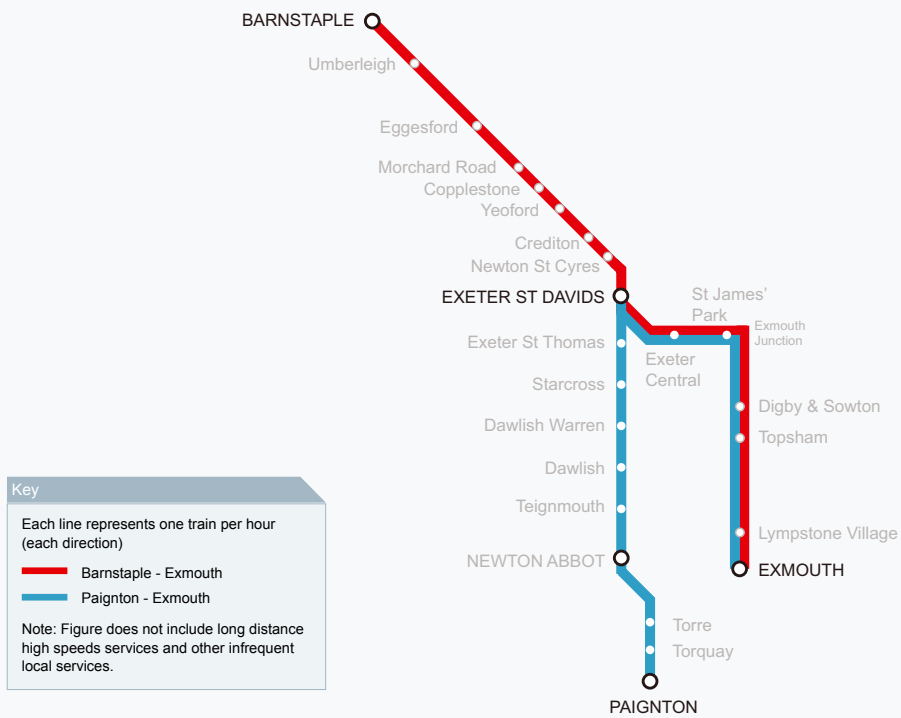 BARNSTAPLE
Umberleigh
Eggesford
Morchard Road
Copplestone
Yeoford
Crediton
Newton St Cyres
EXETER ST DAVIDS
St James'
Park
Exmouth
Junction
Exeter St Thomas
Exeter
Central
Starcross
Digby & Sowton
Dawlish Warren
Topsham
Dawlish
Teignmouth
Lympstone Village
NEWTON ABBOT
EXMOUTH
Torre
Torquay
PAIGNTON
Key
Each line represents one train per hour
(each direction)
Barnstaple - Exmouth
Paignton - Exmouth
Note: Figure does not include long distance
high speeds services and other infrequent
local services.